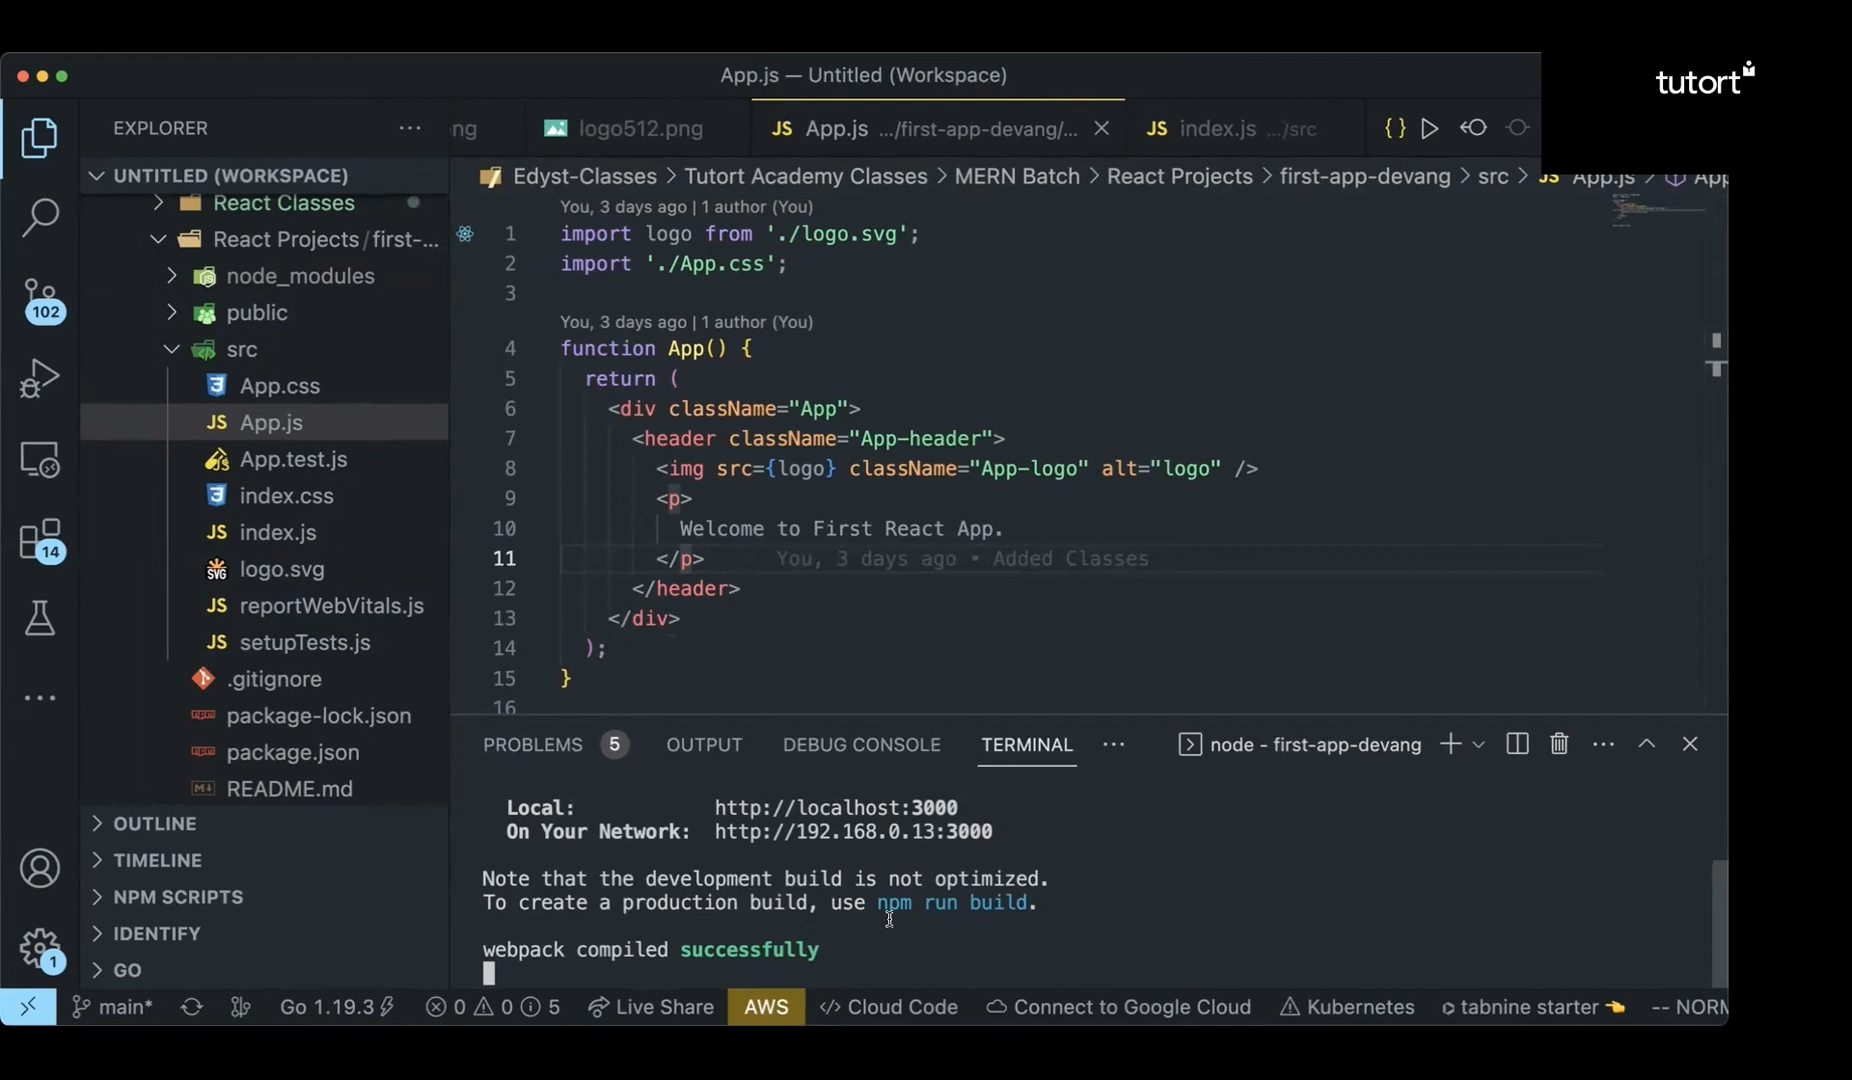 App.js — Untitled (Workspace)
tutort
EXPLORER
ng
logo512.png
JS App.js .../first-app-devang/...
JS index.js .../src
{}
UNTITLED (WORKSPACE)
Edyst-Classes > Tutort Academy Classes > MERN Batch > React Projects > first-app-devang > src > JS App.js > App
React Classes
React Projects/first-...
node_modules
public
src
App.css
JS App.js
App.test.js
index.css
JS index.js
SVG logo.svg
JS reportWebVitals.js
JS setupTests.js
.gitignore
package-lock.json
package.json
README.md
OUTLINE
TIMELINE
NPM SCRIPTS
IDENTIFY
GO
102
14
1
You, 3 days ago | 1 author (You)
1 import logo from './logo.svg';
2 import './App.css';
3
You, 3 days ago | 1 author (You)
4 function App() {
5 return (
6 <div className="App">
7 <header className="App-header">
8 <img src={logo} className="App-logo" alt="logo" />
9 <p>
10 Welcome to First React App.
11 </p> You, 3 days ago • Added Classes
12 </header>
13 </div>
14 );
15 }
16
PROBLEMS 5 OUTPUT DEBUG CONSOLE TERMINAL ... node - first-app-devang
Local: http://localhost:3000
On Your Network: http://192.168.0.13:3000
Note that the development build is not optimized.
To create a production build, use npm run build.
webpack compiled successfully
main* Go 1.19.3 0 0 5 Live Share AWS Cloud Code Connect to Google Cloud Kubernetes tabnine starter -- NORM